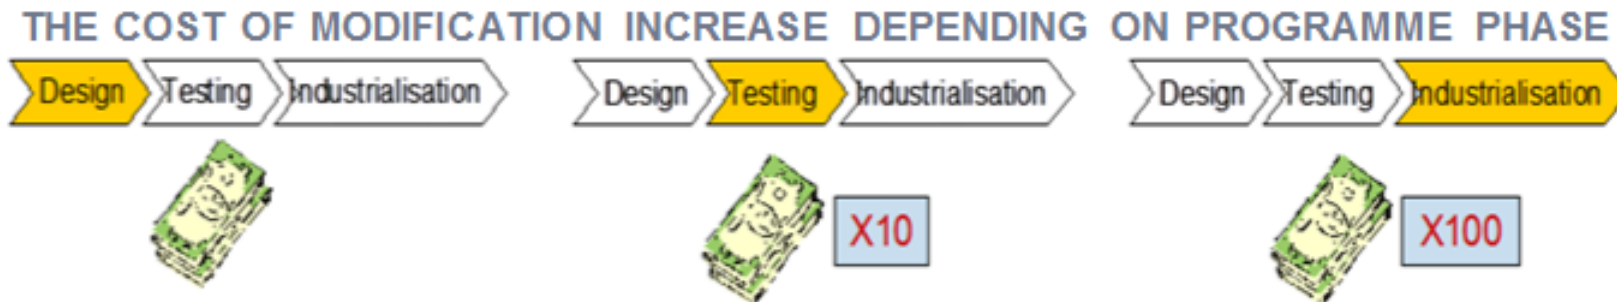 THE COST OF MODIFICATION INCREASE DEPENDING ON PROGRAMME PHASE
Design Testing Industrialisation Design Testing Industrialisation Design Testing Industrialisation
X10 X100